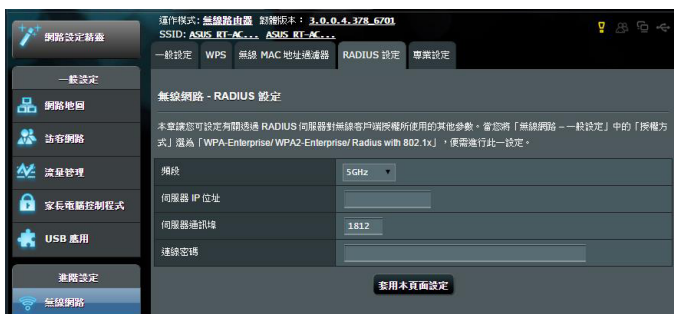 網路設定精靈
一般設定
網路地圖
訪客網路
流量管理
家長電腦控制程式
USB 應用
進階設定
無線網路
運作模式: 無線路由器 韌體版本: 3.0.0.4.378_6701
SSID: ASUS RT-AC... ASUS RT-AC...
一般設定 WPS 無線 MAC 地址過濾器 RADIUS 設定 專業設定
無線網路 - RADIUS 設定
本章讓您可設定有關透過 RADIUS 伺服器對無線客戶端授權所使用的其他參數。當您將「無線網路 – 一般設定」中的「授權方
式」選為「WPA-Enterprise/ WPA2-Enterprise/ Radius with 802.1x」，便需進行此一設定。
頻段 5GHz
伺服器 IP 位址
伺服器通訊埠 1812
連線密碼
套用本頁面設定